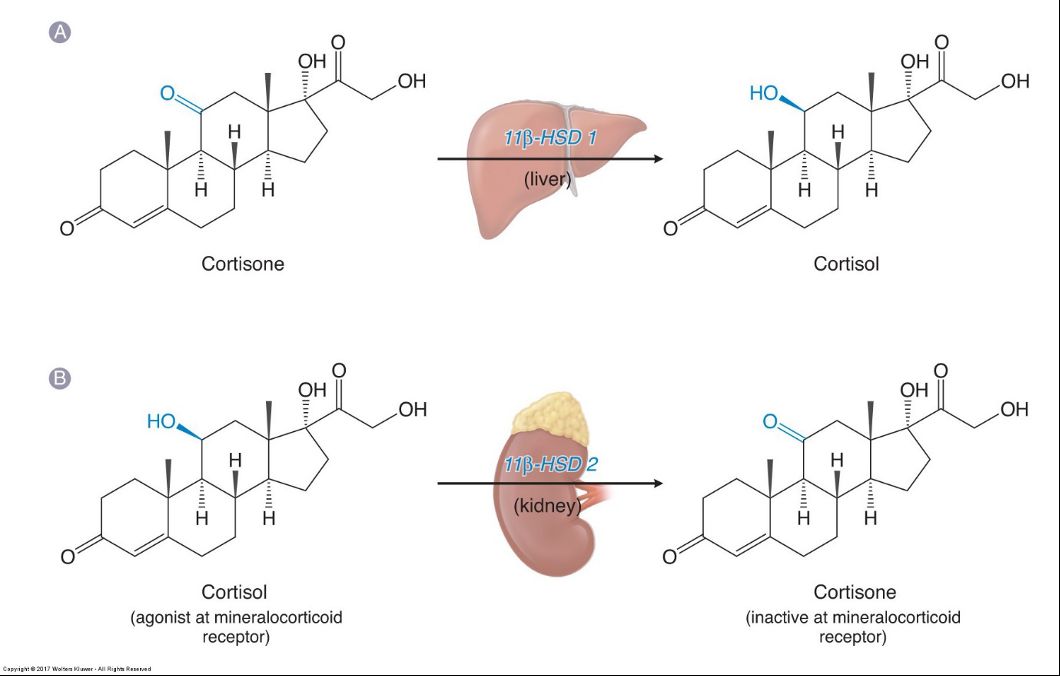 A
O
OH
O
OH
H
H
H
O
Cortisone
11β-HSD 1
(liver)
HO
OH
O
OH
H
H
H
O
Cortisol
B
HO
OH
O
OH
H
H
H
O
Cortisol
(agonist at mineralocorticoid
receptor)
11β-HSD 2
(kidney)
O
OH
O
OH
H
H
H
O
Cortisone
(inactive at mineralocorticoid
receptor)
Copyright © 2017 Wolters Kluwer - All Rights Reserved